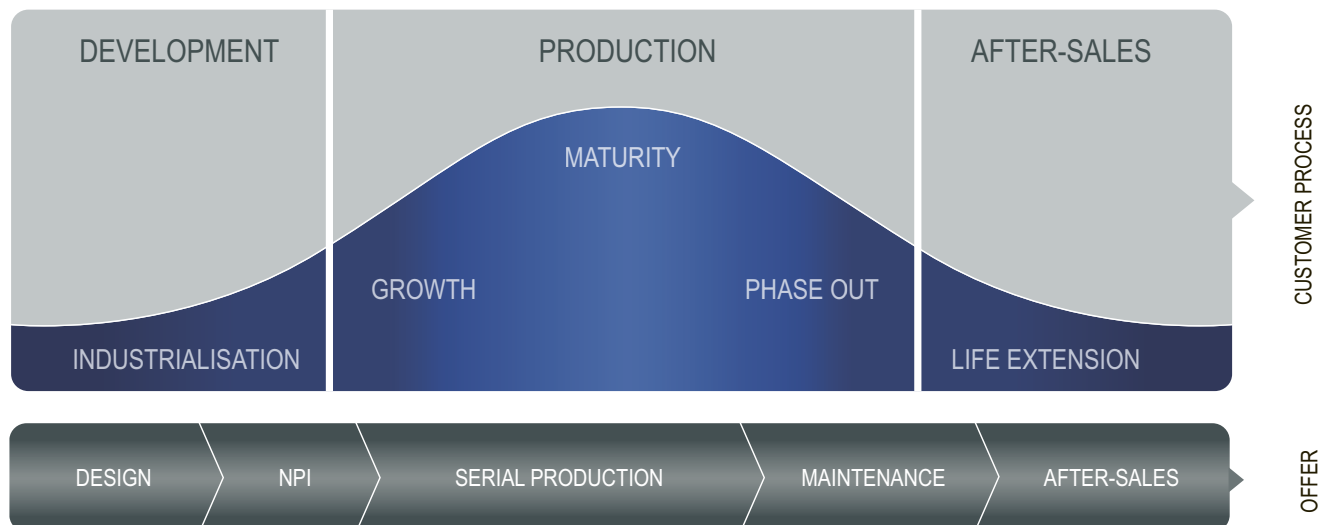 DEVELOPMENT
PRODUCTION
AFTER-SALES
MATURITY
GROWTH
PHASE OUT
INDUSTRIALISATION
LIFE EXTENSION
CUSTOMER PROCESS
DESIGN
NPI
SERIAL PRODUCTION
MAINTENANCE
AFTER-SALES
OFFER